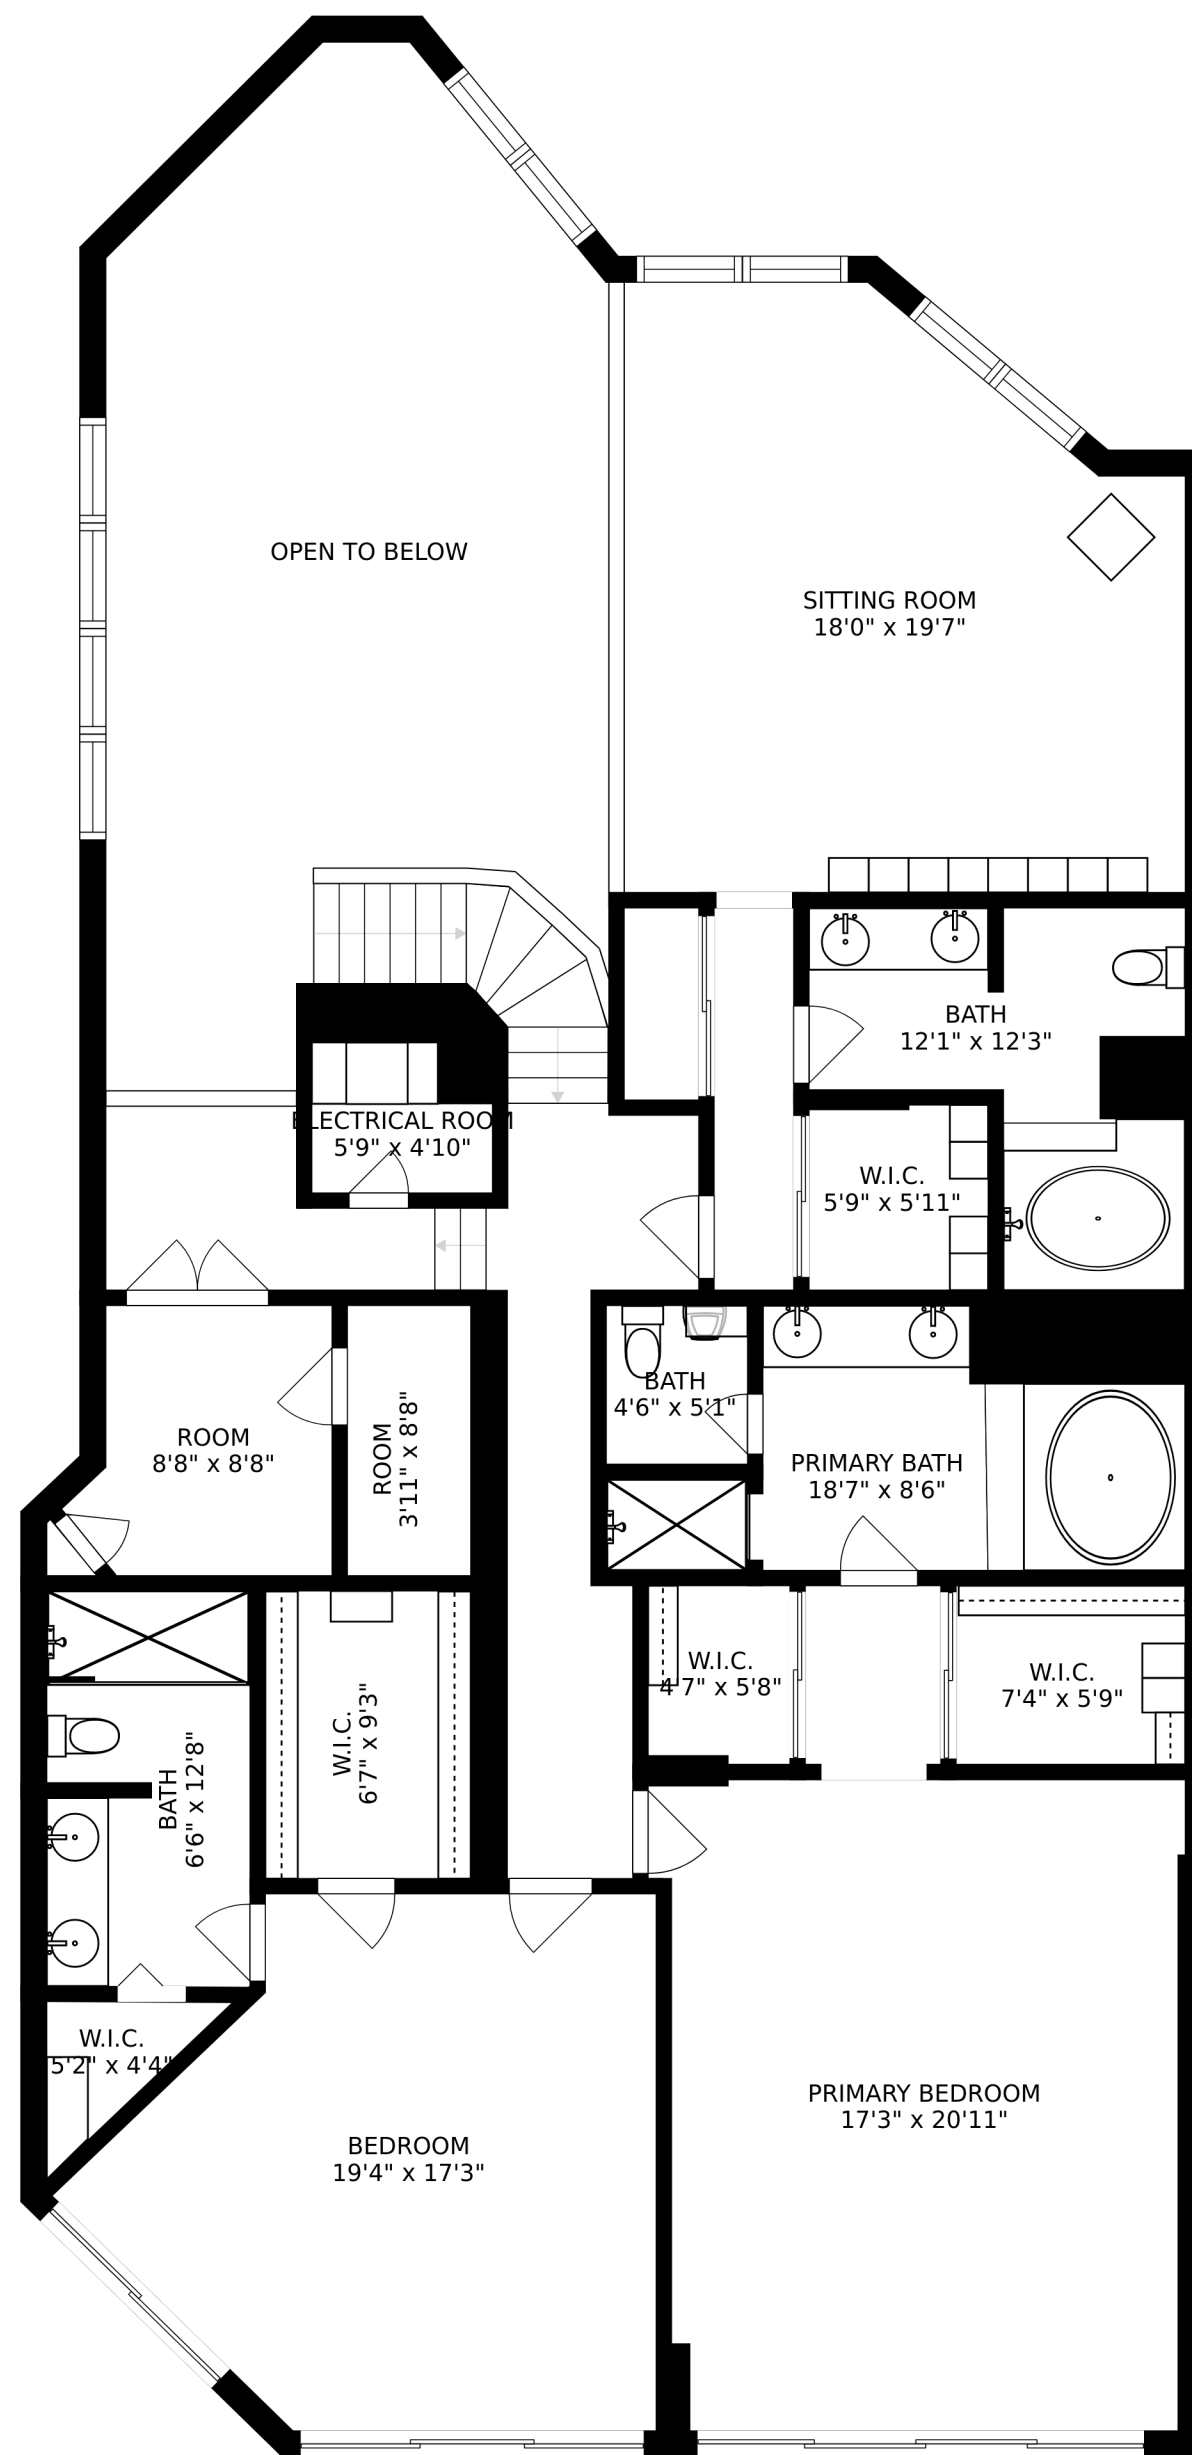 OPEN TO BELOW
SITTING ROOM
18'0" x 19'7"
BATH
12'1" x 12'3"
ELECTRICAL ROOM
5'9" x 4'10"
W.I.C.
5'9" x 5'11"
BATH
4'6" x 5'1"
ROOM
8'8" x 8'8"
ROOM
3'11" x 8'8"
PRIMARY BATH
18'7" x 8'6"
W.I.C.
4'7" x 5'8"
W.I.C.
7'4" x 5'9"
W.I.C.
6'7" x 9'3"
BATH
6'6" x 12'8"
W.I.C.
5'2" x 4'4"
PRIMARY BEDROOM
17'3" x 20'11"
BEDROOM
19'4" x 17'3"